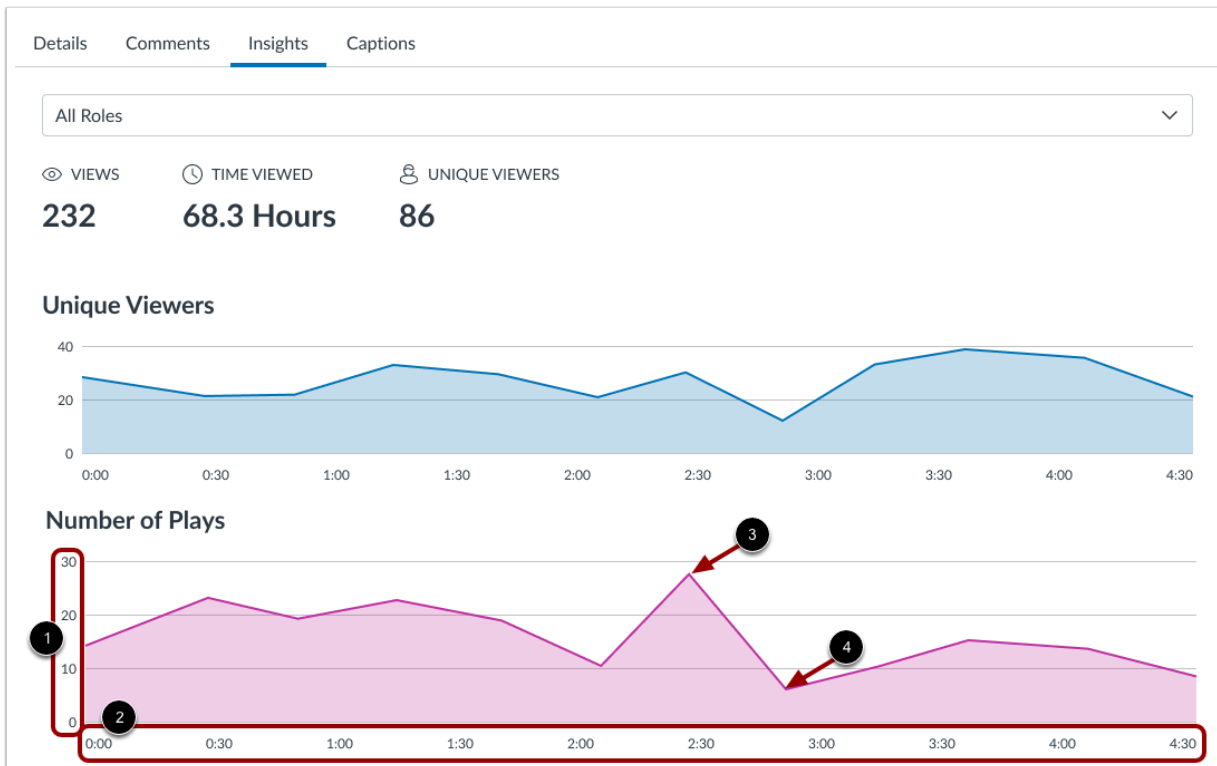 Details Comments Insights Captions
All Roles
VIEWS TIME VIEWED UNIQUE VIEWERS
232 68.3 Hours 86
Unique Viewers
40
20
0
0:00 0:30 1:00 1:30 2:00 2:30 3:00 3:30 4:00 4:30
Number of Plays
3
30
20
1
4
10
2
0
0:00 0:30 1:00 1:30 2:00 2:30 3:00 3:30 4:00 4:30